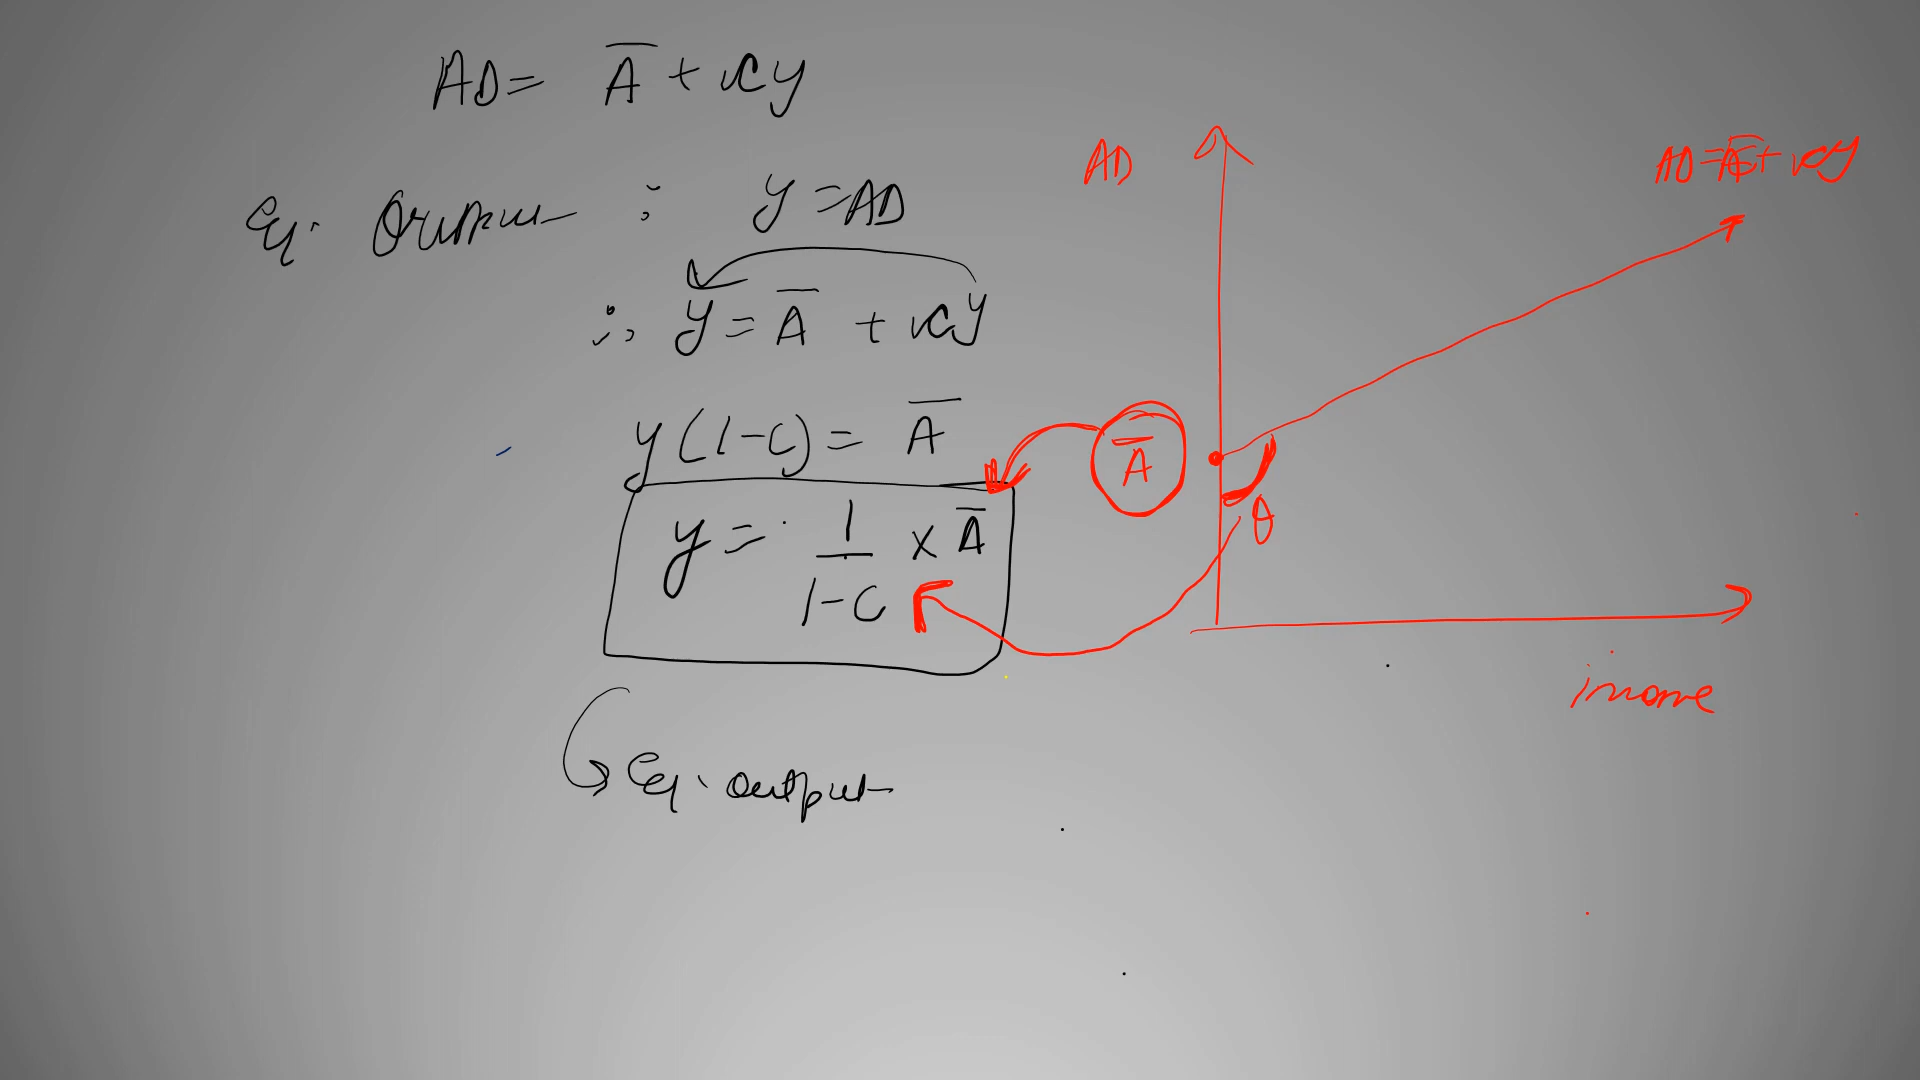 AD = A̅ + cy
Eq. Output : y = AD
∴ y = A̅ + cy
y(1-c) = A̅
y = 1/1-c × A̅
Eq. output
AD
AD = A̅ + cy
A̅
θ
income